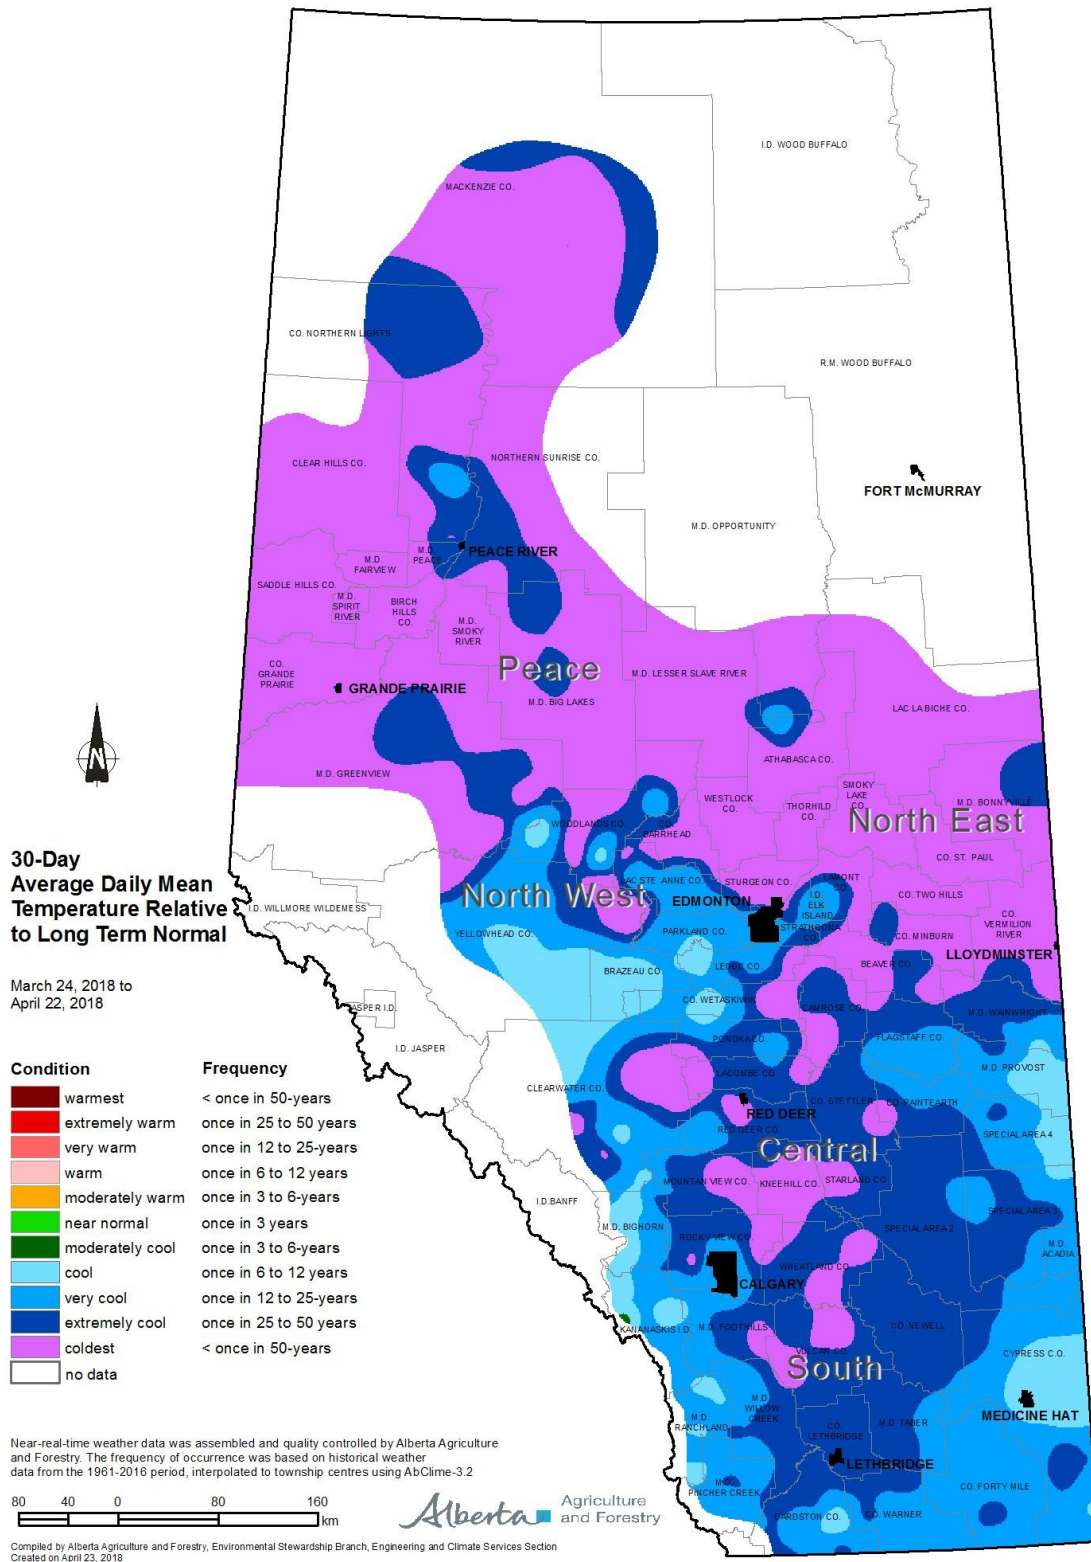 I.D. WOOD BUFFALO
MACKENZIE CO.
CO. NORTHERN LIGHTS
R.M. WOOD BUFFALO
CLEAR HILLS CO.
NORTHERN SUNRISE CO.
FORT McMURRAY
M.D. OPPORTUNITY
M.D.
PEACE
PEACE RIVER
M.D.
FAIRVIEW
SADDLE HILLS CO.
M.D.
SPIRIT
RIVER
BIRCH
HILLS
CO.
M.D.
SMOKY
RIVER
Peace
CO.
GRANDE
PRAIRIE
GRANDE PRAIRIE
M.D. LESSER SLAVE RIVER
M.D. BIG LAKES
LAC LA BICHE CO.
N
M.D. GREENVIEW
ATHABASCA CO.
WESTLOCK
CO.
THORHILD
CO.
SMOKY
LAKE
CO.
M.D. BONNYVILLE
North East
WOODLANDS CO.
CO.
BARRHEAD
CO. ST. PAUL
30-Day
Average Daily Mean
Temperature Relative
to Long Term Normal
March 24, 2018 to
April 22, 2018
North West
LAC STE ANNE CO.
STURGEON CO.
LAMONT
CO.
I.D.
ELK
ISLAND
CO. TWO HILLS
EDMONTON
I.D. WILLMORE WILDERNESS
YELLOWHEAD CO.
PARKLAND CO.
STRATHCONA
CO.
CO. MINBURN
CO.
VERMILION
RIVER
LLOYDMINSTER
BRAZEAU CO.
LEDUC CO.
BEAVER CO.
JASPER I.D.
CO. WETASKIWIN
CAMROSE CO.
M.D. WAINWRIGHT
I.D. JASPER
PONOKA CO.
FLAGSTAFF CO.
M.D. PROVOST
CLEARWATER CO.
LACOMBE CO.
CO. STETTLER
CO. PAINTEARTH
RED DEER
RED DEER CO.
SPECIAL AREA 4
Central
MOUNTAIN VIEW CO.
KNEEHILL CO.
STARLAND CO.
I.D.BANFF
M.D. BIGHORN
ROCKY VIEW CO.
SPECIAL AREA 2
SPECIAL AREA 3
M.D.
ACADIA
WHEATLAND CO.
CALGARY
KANANASKIS I.D.
M.D. FOOTHILLS
CO. NEWELL
VULCAN CO.
South
CYPRESS C.O.
MEDICINE HAT
M.D.
RANCHLAND
M.D.
WILLOW
CREEK
CO.
LETHBRIDGE
M.D. TABER
LETHBRIDGE
M.D.
PINCHER CREEK
CO. FORTY MILE
CARDSTON CO.
CO. WARNER
Condition Frequency
warmest < once in 50-years
extremely warm once in 25 to 50 years
very warm once in 12 to 25-years
warm once in 6 to 12 years
moderately warm once in 3 to 6-years
near normal once in 3 years
moderately cool once in 3 to 6-years
cool once in 6 to 12 years
very cool once in 12 to 25-years
extremely cool once in 25 to 50 years
coldest < once in 50-years
no data
Near-real-time weather data was assembled and quality controlled by Alberta Agriculture
and Forestry. The frequency of occurrence was based on historical weather
data from the 1961-2016 period, interpolated to township centres using AbClime-3.2
80 40 0 80 160
km
Alberta Agriculture
and Forestry
Compiled by Alberta Agriculture and Forestry, Environmental Stewardship Branch, Engineering and Climate Services Section
Created on April 23, 2018